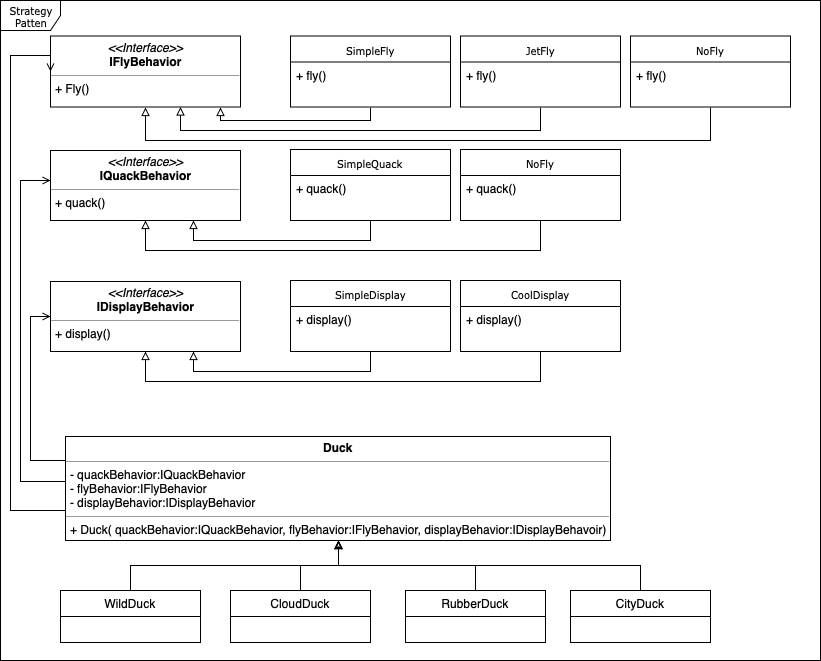 Strategy
Patten
<<Interface>>
IFlyBehavior
+ Fly()
SimpleFly
+ fly()
JetFly
+ fly()
NoFly
+ fly()
<<Interface>>
IQuackBehavior
+ quack()
SimpleQuack
+ quack()
NoFly
+ quack()
<<Interface>>
IDisplayBehavior
+ display()
SimpleDisplay
+ display()
CoolDisplay
+ display()
Duck
- quackBehavior:IQuackBehavior
- flyBehavior:IFlyBehavior
- displayBehavior:IDisplayBehavior
+ Duck( quackBehavior:IQuackBehavior, flyBehavior:IFlyBehavior, displayBehavior:IDisplayBehavoir)
WildDuck
CloudDuck
RubberDuck
CityDuck